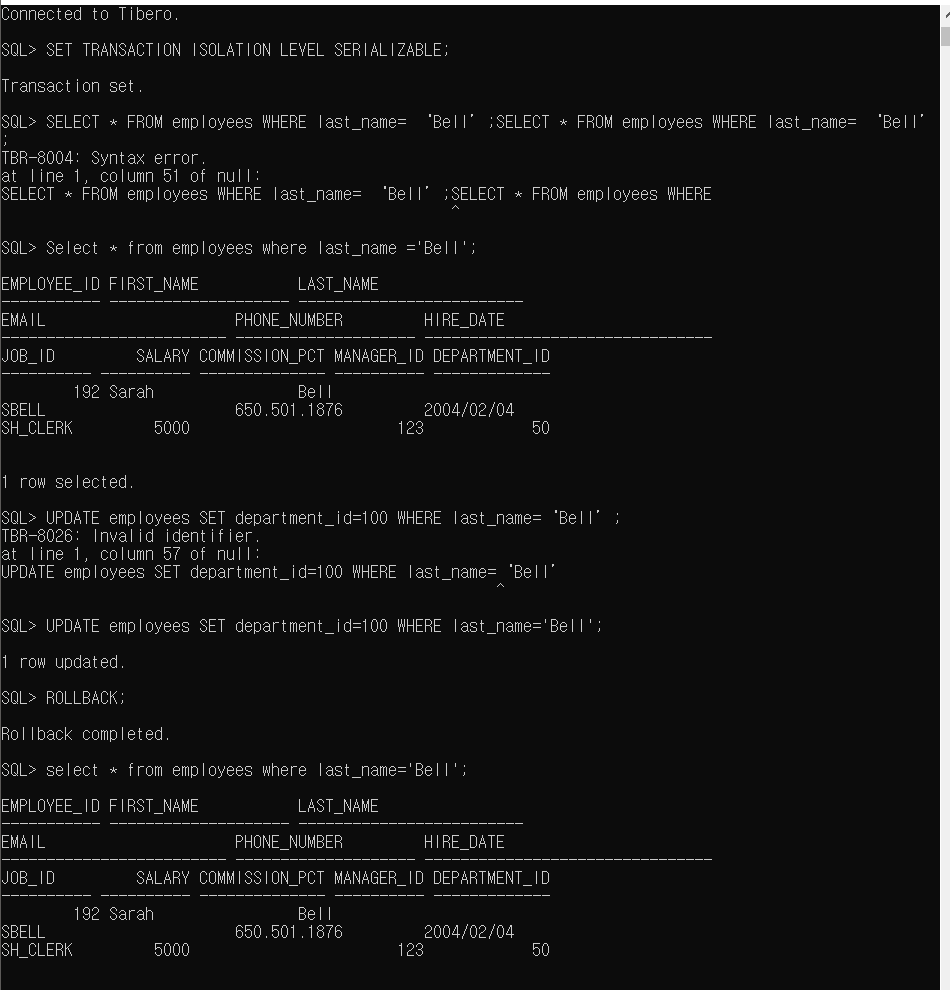 Connected to Tibero.
SQL> SET TRANSACTION ISOLATION LEVEL SERIALIZABLE;
Transaction set.
SQL> SELECT * FROM employees WHERE last_name=  ‘Bell’ ;SELECT * FROM employees WHERE last_name=  ‘Bell’
;
TBR-8004: Syntax error.
at line 1, column 51 of null:
SELECT * FROM employees WHERE last_name=  ‘Bell’ ;SELECT * FROM employees WHERE
^
SQL> Select * from employees where last_name ='Bell';
EMPLOYEE_ID FIRST_NAME           LAST_NAME
----------- -------------------- -------------------------
EMAIL                     PHONE_NUMBER         HIRE_DATE
------------------------- -------------------- --------------------------------
JOB_ID         SALARY COMMISSION_PCT MANAGER_ID DEPARTMENT_ID
---------- ---------- -------------- ---------- -------------
        192 Sarah                Bell
SBELL                     650.501.1876         2004/02/04
SH_CLERK         5000                       123            50
1 row selected.
SQL> UPDATE employees SET department_id=100 WHERE last_name= ‘Bell’ ;
TBR-8026: Invalid identifier.
at line 1, column 57 of null:
UPDATE employees SET department_id=100 WHERE last_name= ‘Bell’
^
SQL> UPDATE employees SET department_id=100 WHERE last_name='Bell';
1 row updated.
SQL> ROLLBACK;
Rollback completed.
SQL> select * from employees where last_name='Bell';
EMPLOYEE_ID FIRST_NAME           LAST_NAME
----------- -------------------- -------------------------
EMAIL                     PHONE_NUMBER         HIRE_DATE
------------------------- -------------------- --------------------------------
JOB_ID         SALARY COMMISSION_PCT MANAGER_ID DEPARTMENT_ID
---------- ---------- -------------- ---------- -------------
        192 Sarah                Bell
SBELL                     650.501.1876         2004/02/04
SH_CLERK         5000                       123            50